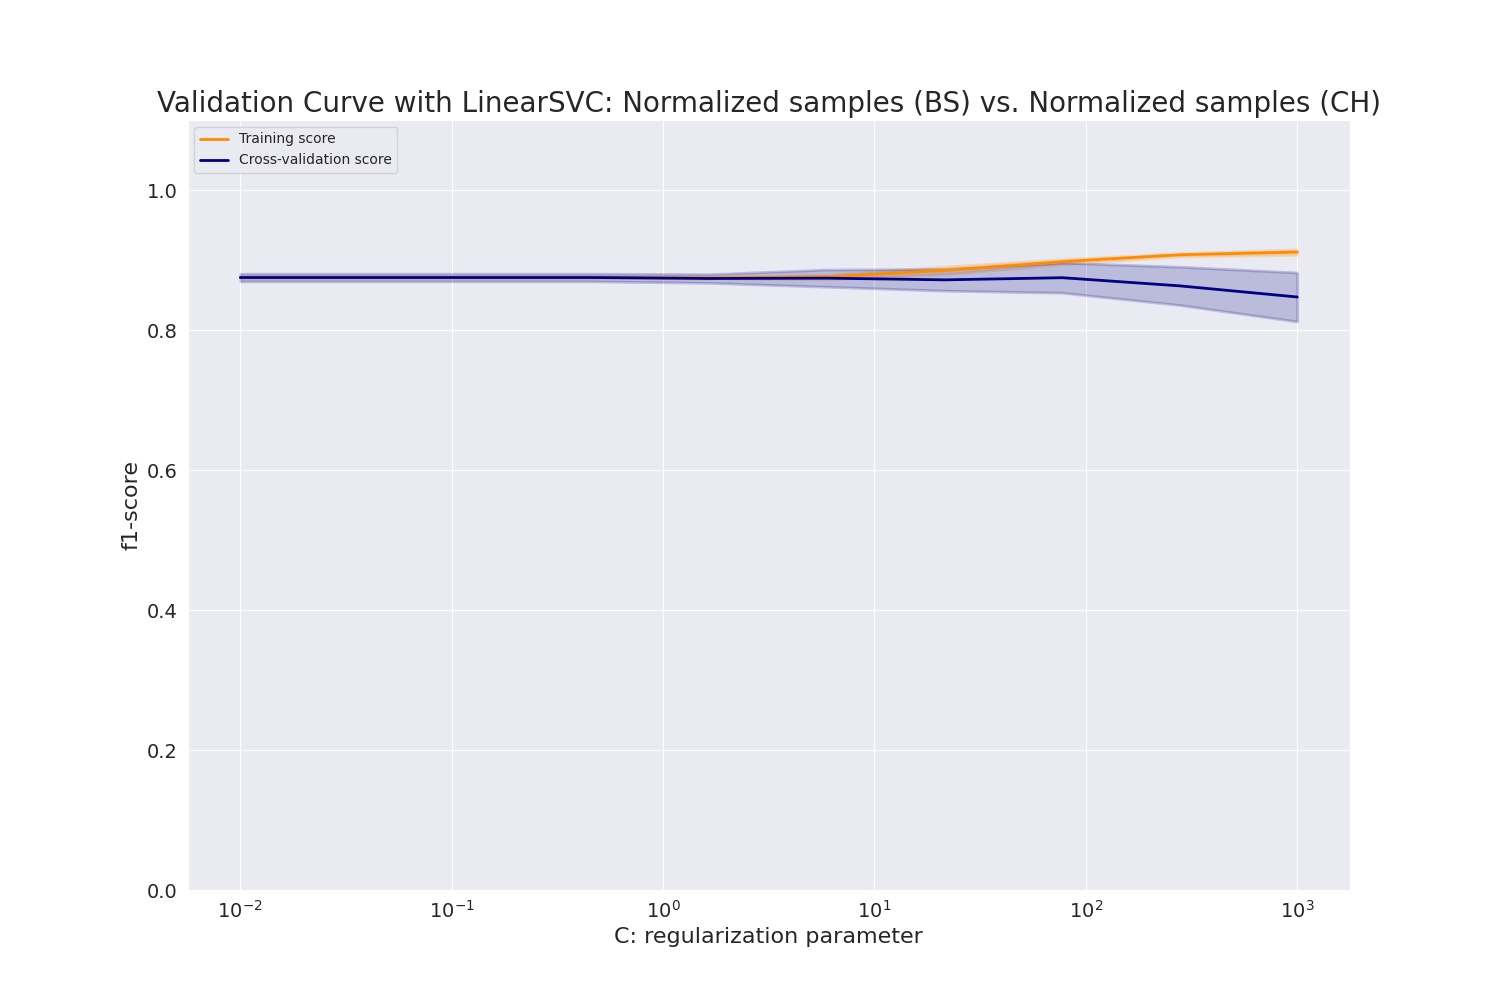 Validation Curve with LinearSVC: Normalized samples (BS) vs. Normalized samples (CH)
Training score
Cross-validation score
1.0
0.8
0.6
0.4
0.2
0.0
f1-score
10⁻² 10⁻¹ 10⁰ 10¹ 10² 10³
C: regularization parameter